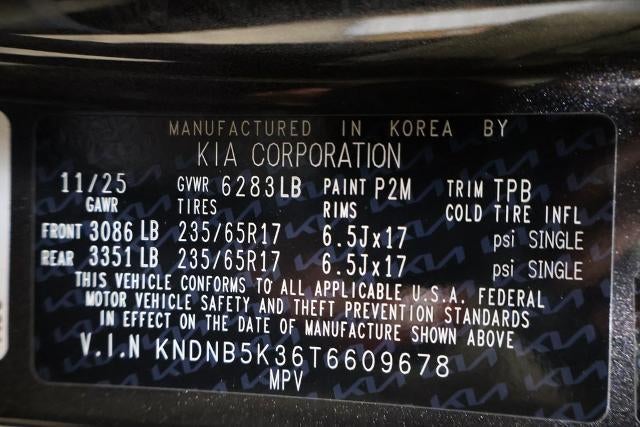 MANUFACTURED IN KOREA BY
KIA CORPORATION
11/25 GVWR 6283LB PAINT P2M TRIM TPB
GAWR TIRES RIMS COLD TIRE INFL
FRONT 3086 LB 235/65R17 6.5Jx17 psi SINGLE
REAR 3351 LB 235/65R17 6.5Jx17 psi SINGLE
THIS VEHICLE CONFORMS TO ALL APPLICABLE U.S.A. FEDERAL
MOTOR VEHICLE SAFETY AND THEFT PREVENTION STANDARDS
IN EFFECT ON THE DATE OF MANUFACTURE SHOWN ABOVE
V.I.N KNDNB5K36T6609678
MPV